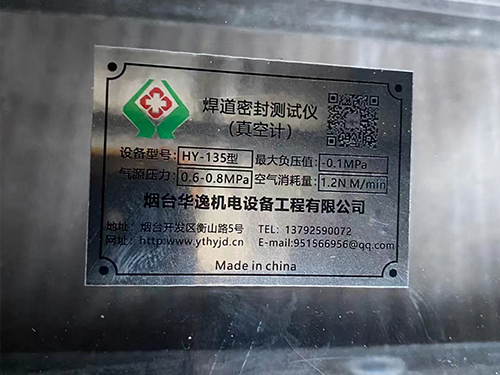 焊道密封测试仪
(真空计)
设备型号: HY-135型 最大负压值: -0.1MPa
气源压力: 0.6-0.8MPa 空气消耗量: 1.2N M/min
烟台华逸机电设备工程有限公司
地址: 烟台开发区衡山路5号 TEL: 13792590072
网址: http:www.ythyjd.cn E-mail:951566956@qq.com
Made in china